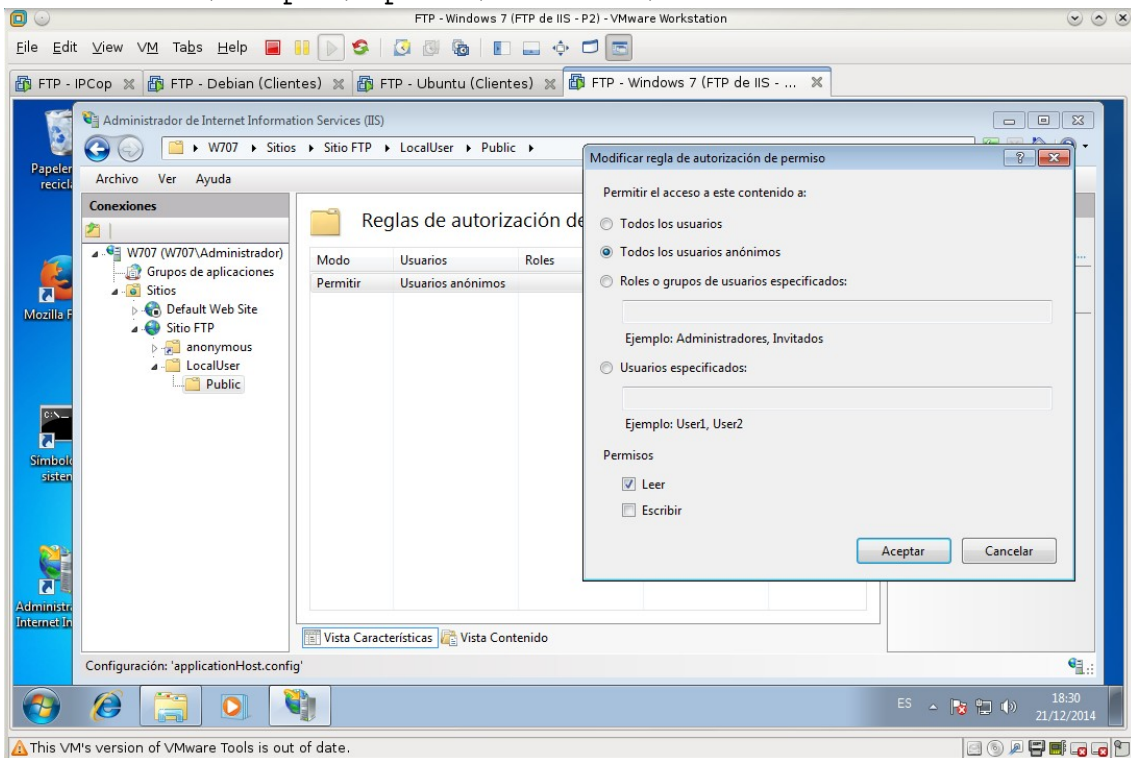 FTP - Windows 7 (FTP de IIS - P2) - VMware Workstation
File Edit View VM Tabs Help
FTP - IPCop
FTP - Debian (Clientes)
FTP - Ubuntu (Clientes)
FTP - Windows 7 (FTP de IIS - ...
Administrador de Internet Information Services (IIS)
W707 Sitios Sitio FTP LocalUser Public
Archivo Ver Ayuda
Conexiones
W707 (W707\Administrador)
Grupos de aplicaciones
Sitios
Default Web Site
Sitio FTP
anonymous
LocalUser
Public
Reglas de autorización de
Modo Usuarios Roles
Permitir Usuarios anónimos
Vista Características Vista Contenido
Configuración: 'applicationHost.config'
Modificar regla de autorización de permiso
Permitir el acceso a este contenido a:
Todos los usuarios
Todos los usuarios anónimos
Roles o grupos de usuarios especificados:
Ejemplo: Administradores, Invitados
Usuarios especificados:
Ejemplo: User1, User2
Permisos
Leer
Escribir
Aceptar Cancelar
Papeler
recicl
Mozilla F
C:\_
Simbol
sisten
Administr
Internet In
ES
18:30
21/12/2014
This VM's version of VMware Tools is out of date.